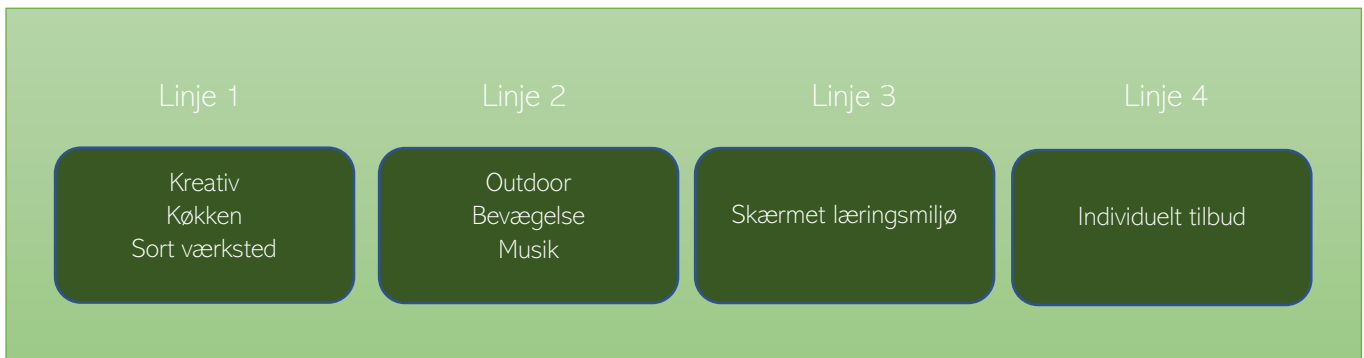 Linje 1
Kreativ
Køkken
Sort værksted
Linje 2
Outdoor
Bevægelse
Musik
Linje 3
Skærmet læringsmiljø
Linje 4
Individuelt tilbud